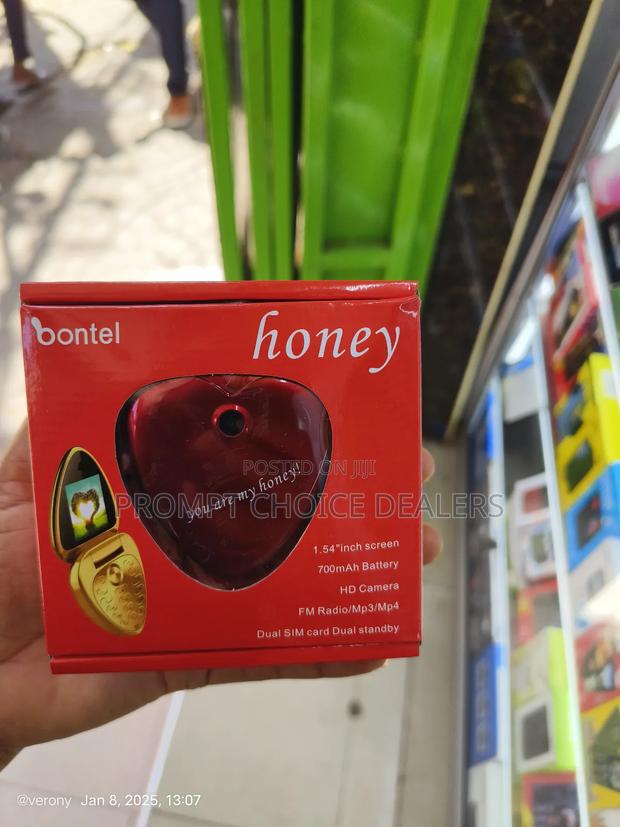 bontel
honey
POSTED ON JIJI
you are my honey!
PROMPT CHOICE DEALERS
1.54"inch screen
700mAh Battery
HD Camera
FM Radio/Mp3/Mp4
Dual SIM card Dual standby
@verony Jan 8, 2025, 13:07